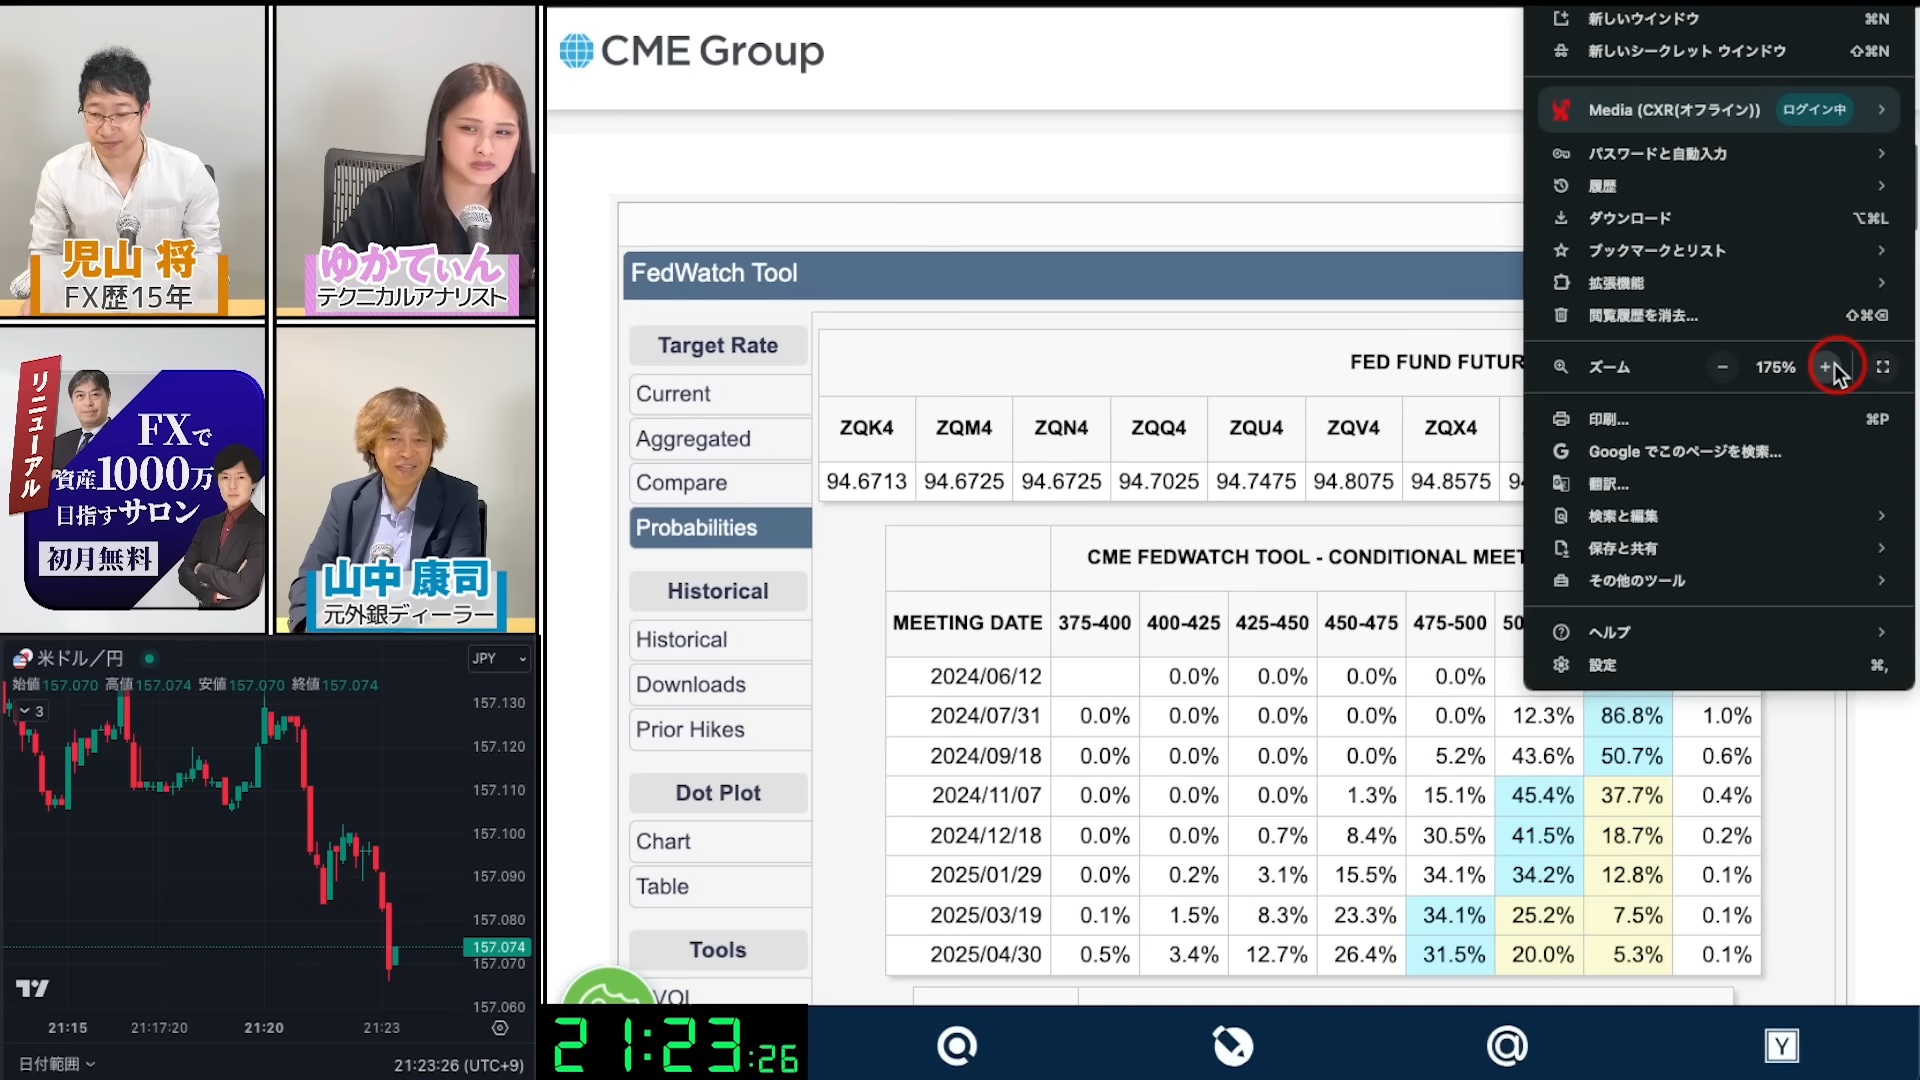 児山 将
FX歴15年
ゆかてぃん
テクニカルアナリスト
リニューアル
FXで
資産1000万
目指すサロン
初月無料
山中 康司
元外銀ディーラー
米ドル/円
JPY
始値157.070 高値157.074 安値157.070 終値157.074
3
157.130
157.120
157.110
157.100
157.090
157.080
157.074
157.070
157.060
21:15 21:17:20 21:20 21:23
日付範囲
21:23:26 (UTC+9)
CME Group
FedWatch Tool
Target Rate
Current
Aggregated
Compare
Probabilities
Historical
Historical
Downloads
Prior Hikes
Dot Plot
Chart
Table
Tools
FED FUND FUTUR
ZQK4 ZQM4 ZQN4 ZQQ4 ZQU4 ZQV4 ZQX4
94.6713 94.6725 94.6725 94.7025 94.7475 94.8075 94.8575
CME FEDWATCH TOOL - CONDITIONAL MEET
MEETING DATE 375-400 400-425 425-450 450-475 475-500 50
2024/06/12 0.0% 0.0% 0.0% 0.0%
2024/07/31 0.0% 0.0% 0.0% 0.0% 0.0% 12.3% 86.8% 1.0%
2024/09/18 0.0% 0.0% 0.0% 0.0% 5.2% 43.6% 50.7% 0.6%
2024/11/07 0.0% 0.0% 0.0% 1.3% 15.1% 45.4% 37.7% 0.4%
2024/12/18 0.0% 0.0% 0.7% 8.4% 30.5% 41.5% 18.7% 0.2%
2025/01/29 0.0% 0.2% 3.1% 15.5% 34.1% 34.2% 12.8% 0.1%
2025/03/19 0.1% 1.5% 8.3% 23.3% 34.1% 25.2% 7.5% 0.1%
2025/04/30 0.5% 3.4% 12.7% 26.4% 31.5% 20.0% 5.3% 0.1%
新しいウインドウ ⌘N
新しいシークレット ウインドウ ⇧⌘N
Media (CXR(オフライン)) ログイン中
パスワードと自動入力
履歴
ダウンロード ⌥⌘L
ブックマークとリスト
拡張機能
閲覧履歴を消去... ⇧⌘⌫
ズーム − 175% +
印刷... ⌘P
Google でこのページを検索...
翻訳...
検索と編集
保存と共有
その他のツール
ヘルプ
設定 ⌘,
21:23:26
Y